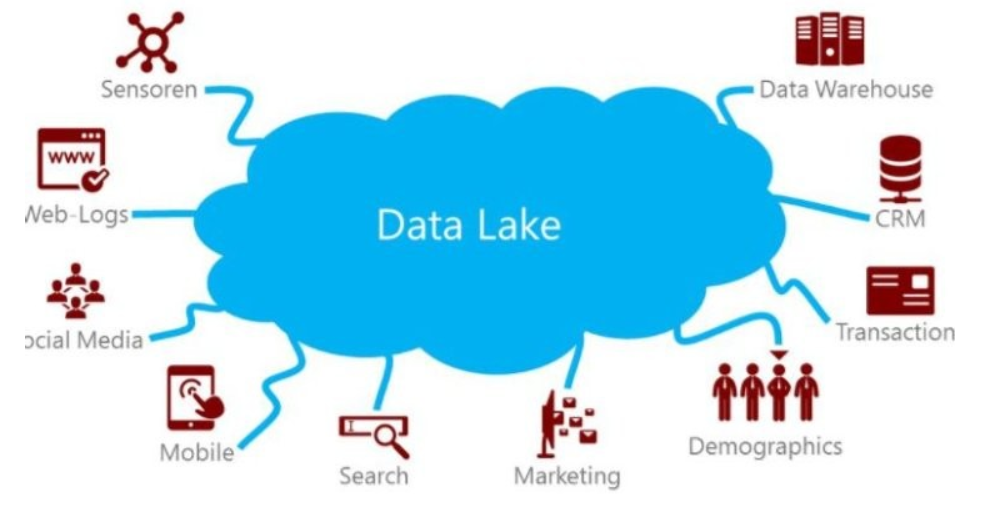 Sensoren
Data Warehouse
www
Web-Logs
CRM
Data Lake
ocial Media
Transaction
Mobile
Search
Marketing
Demographics